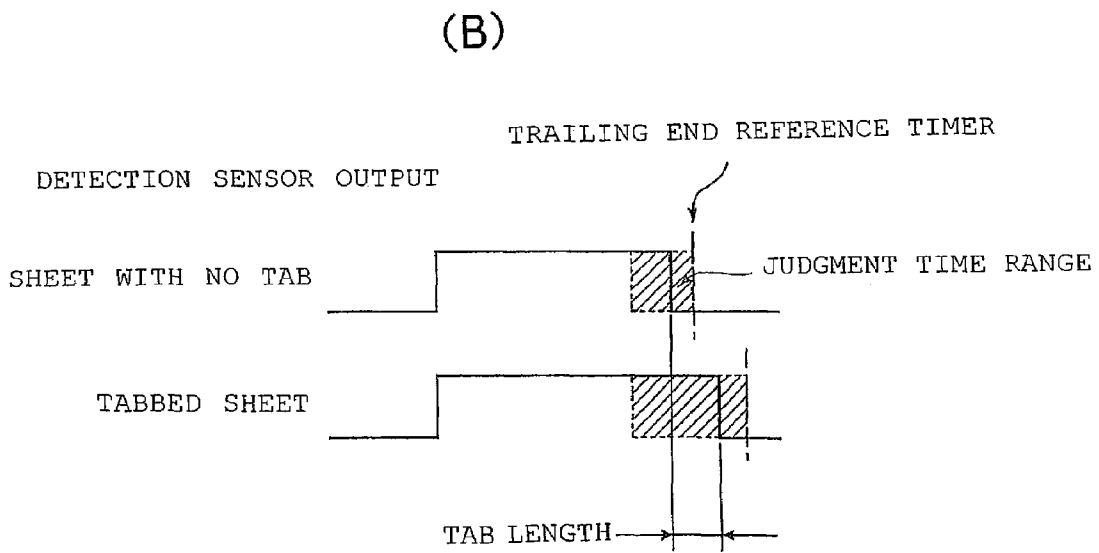 (B)
TRAILING END REFERENCE TIMER
DETECTION SENSOR OUTPUT
SHEET WITH NO TAB
JUDGMENT TIME RANGE
TABBED SHEET
TAB LENGTH